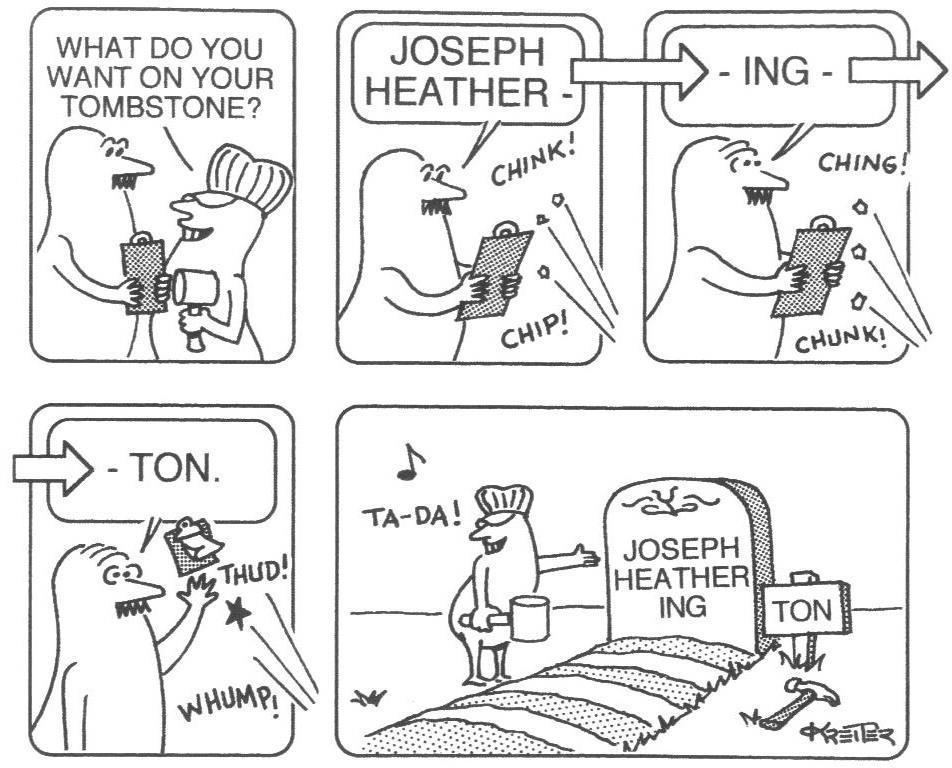 WHAT DO YOU
WANT ON YOUR
TOMBSTONE?
JOSEPH
HEATHER -
CHINK!
CHIP!
- ING -
CHING!
CHUNK!
- TON.
THUD!
WHUMP!
TA-DA!
JOSEPH
HEATHER
ING
TON
KREITER